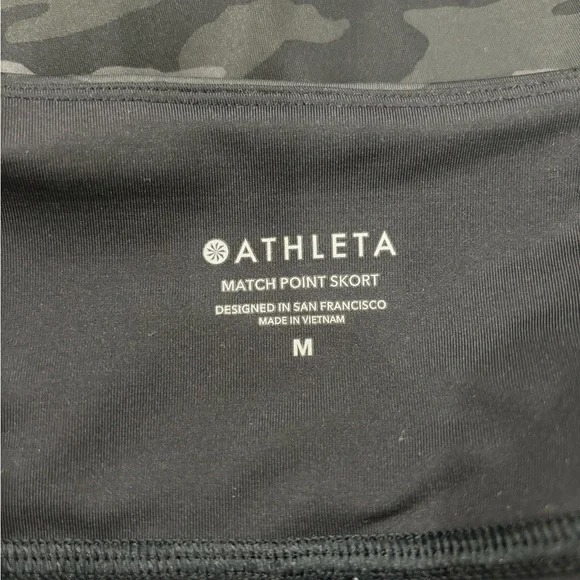 ATHLETA
MATCH POINT SKORT
DESIGNED IN SAN FRANCISCO
MADE IN VIETNAM
M